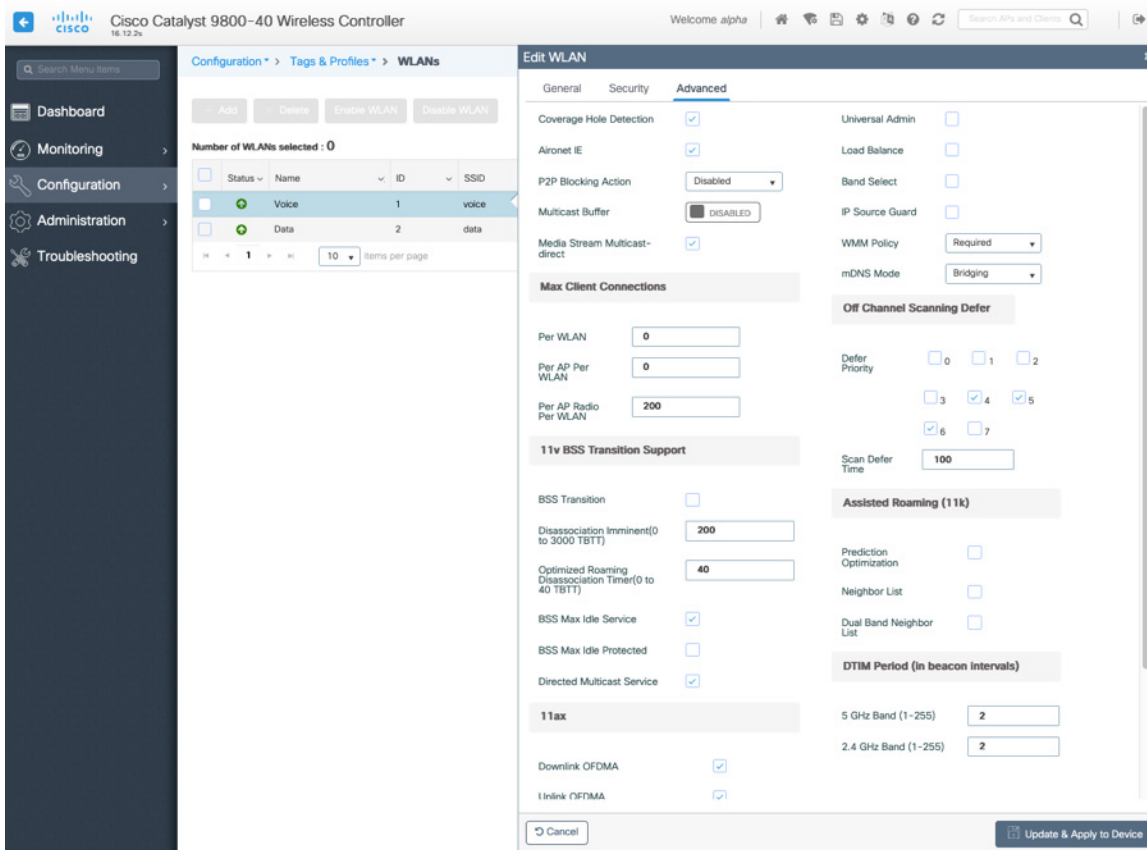 CISCO
Cisco Catalyst 9800-40 Wireless Controller
16.12.2s
Welcome alpha
Search APs and Clients
Search Menu Items
Dashboard
Monitoring
Configuration
Administration
Troubleshooting
Configuration > Tags & Profiles > WLANs
Add Delete Enable WLAN Disable WLAN
Number of WLANs selected : 0
Status Name ID SSID
Voice 1 voice
Data 2 data
1 10 items per page
Edit WLAN
General Security Advanced
Coverage Hole Detection
Aironet IE
P2P Blocking Action Disabled
Multicast Buffer DISABLED
Media Stream Multicast-
direct
Max Client Connections
Per WLAN 0
Per AP Per
WLAN 0
Per AP Radio
Per WLAN 200
11v BSS Transition Support
BSS Transition
Disassociation Imminent(0
to 3000 TBTT) 200
Optimized Roaming
Disassociation Timer(0 to
40 TBTT) 40
BSS Max Idle Service
BSS Max Idle Protected
Directed Multicast Service
11ax
Downlink OFDMA
Uplink OFDMA
Universal Admin
Load Balance
Band Select
IP Source Guard
WMM Policy Required
mDNS Mode Bridging
Off Channel Scanning Defer
Defer
Priority 0 1 2
3 4 5
6 7
Scan Defer
Time 100
Assisted Roaming (11k)
Prediction
Optimization
Neighbor List
Dual Band Neighbor
List
DTIM Period (in beacon intervals)
5 GHz Band (1-255) 2
2.4 GHz Band (1-255) 2
Cancel
Update & Apply to Device